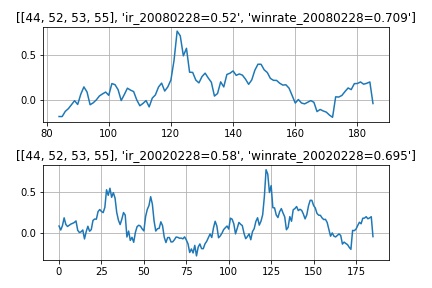 [[44, 52, 53, 55], 'ir_20080228=0.52', 'winrate_20080228=0.709']
0.5
0.0
80 100 120 140 160 180
[[44, 52, 53, 55], 'ir_20020228=0.58', 'winrate_20020228=0.695']
0.5
0.0
0 25 50 75 100 125 150 175